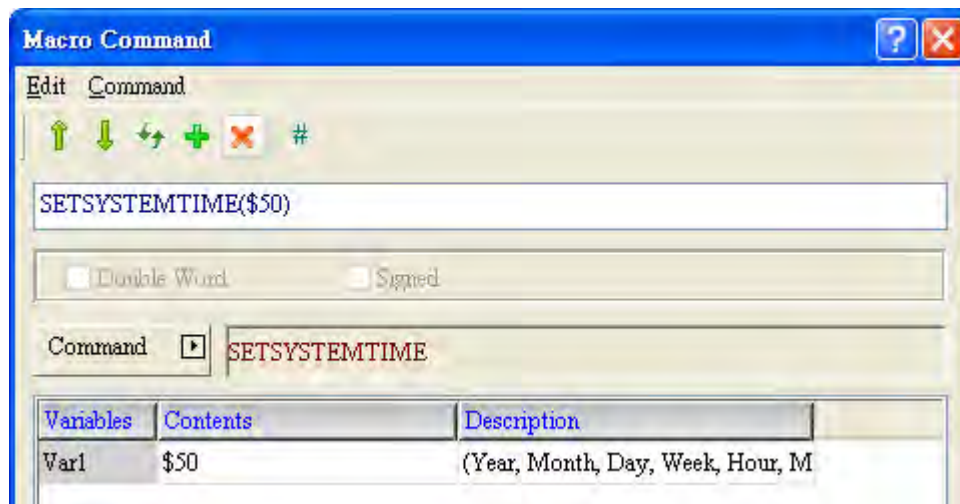 Macro Command
Edit Command
#
SETSYSTEMTIME($50)
Double Word Signed
Command SETSYSTEMTIME
Variables Contents Description
Var1 $50 (Year, Month, Day, Week, Hour, M